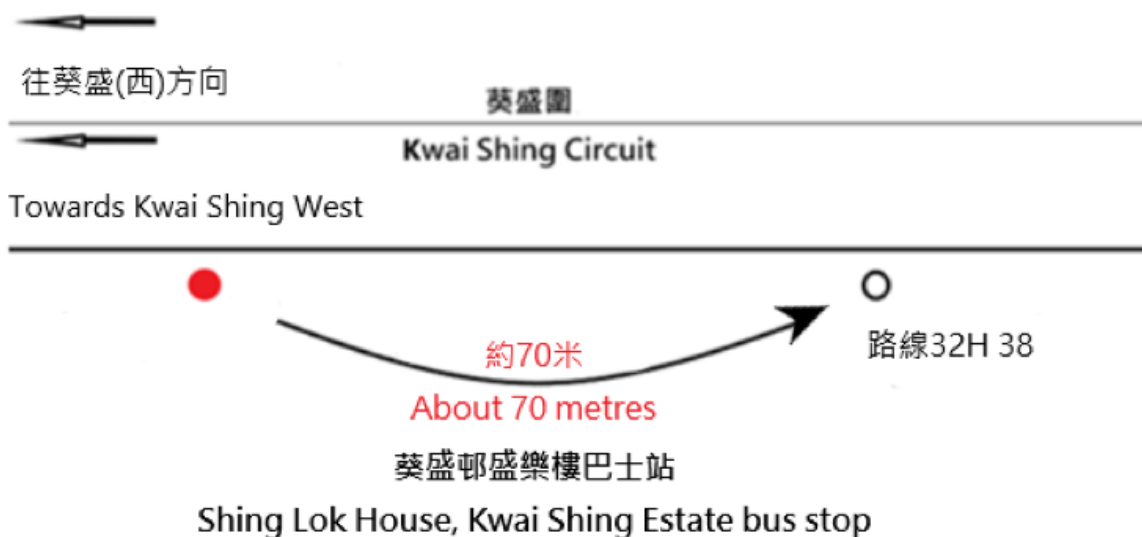 往葵盛(西)方向
葵盛圍
Kwai Shing Circuit
Towards Kwai Shing West
路線32H 38
約70米
About 70 metres
葵盛邨盛樂樓巴士站
Shing Lok House, Kwai Shing Estate bus stop